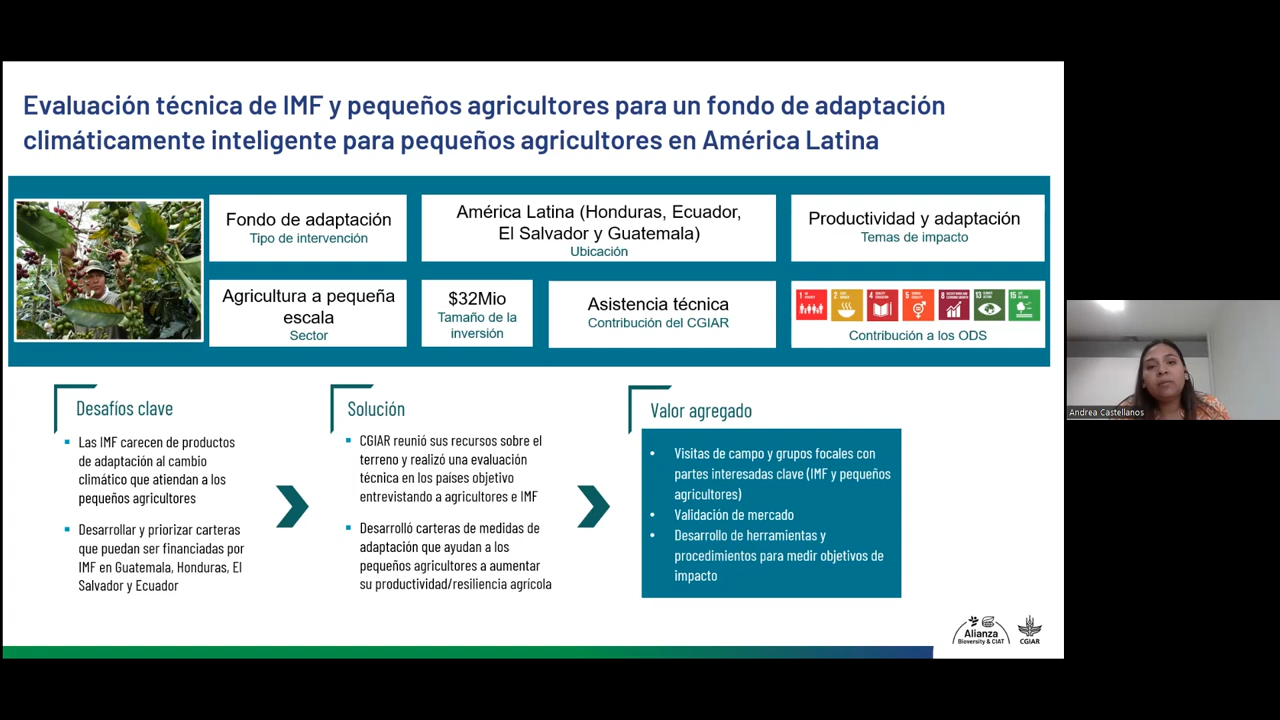 Evaluación técnica de IMF y pequeños agricultores para un fondo de adaptación
climáticamente inteligente para pequeños agricultores en América Latina
Fondo de adaptación
Tipo de intervención
América Latina (Honduras, Ecuador,
El Salvador y Guatemala)
Ubicación
Productividad y adaptación
Temas de impacto
Agricultura a pequeña
escala
Sector
$32Mio
Tamaño de la
inversión
Asistencia técnica
Contribución del CGIAR
1
2
4
5
8
13
15
Contribución a los ODS
Desafíos clave
Las IMF carecen de productos
de adaptación al cambio
climático que atiendan a los
pequeños agricultores
Desarrollar y priorizar carteras
que puedan ser financiadas por
IMF en Guatemala, Honduras, El
Salvador y Ecuador
Solución
CGIAR reunió sus recursos sobre el
terreno y realizó una evaluación
técnica en los países objetivo
entrevistando a agricultores e IMF
Desarrolló carteras de medidas de
adaptación que ayudan a los
pequeños agricultores a aumentar
su productividad/resiliencia agrícola
Valor agregado
Visitas de campo y grupos focales con
partes interesadas clave (IMF y pequeños
agricultores)
Validación de mercado
Desarrollo de herramientas y
procedimientos para medir objetivos de
impacto
Alianza
Bioversity & CIAT
CGIAR
Andrea Castellanos